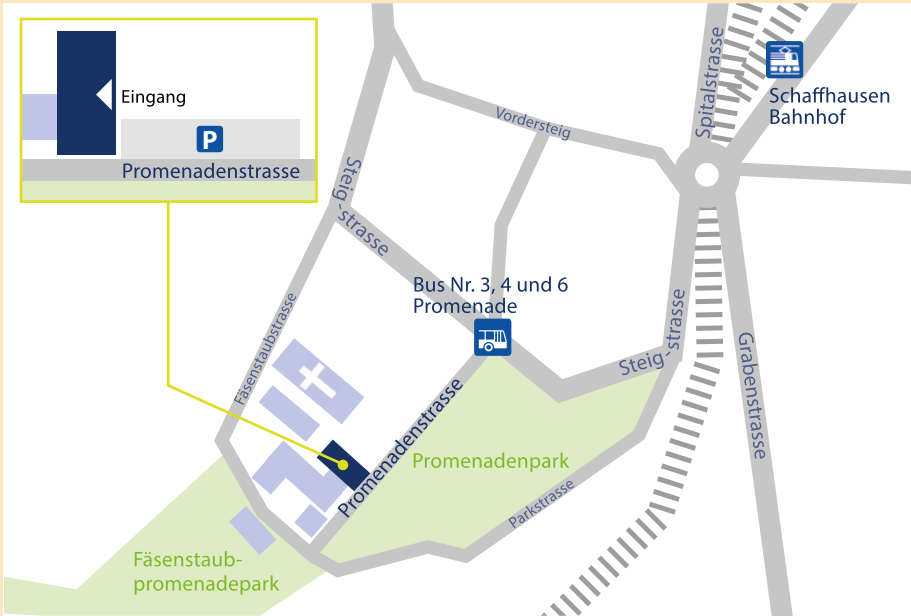 Eingang
P
Promenadenstrasse
Spitalstrasse
Schaffhausen
Bahnhof
Vordersteig
Steig-
strasse
Bus Nr. 3, 4 und 6
Promenade
Steig-strasse
Fäsenstaubstrasse
Grabenstrasse
Promenadenstrasse
Promenadenpark
Parkstrasse
Fäsenstaub-
promenadepark